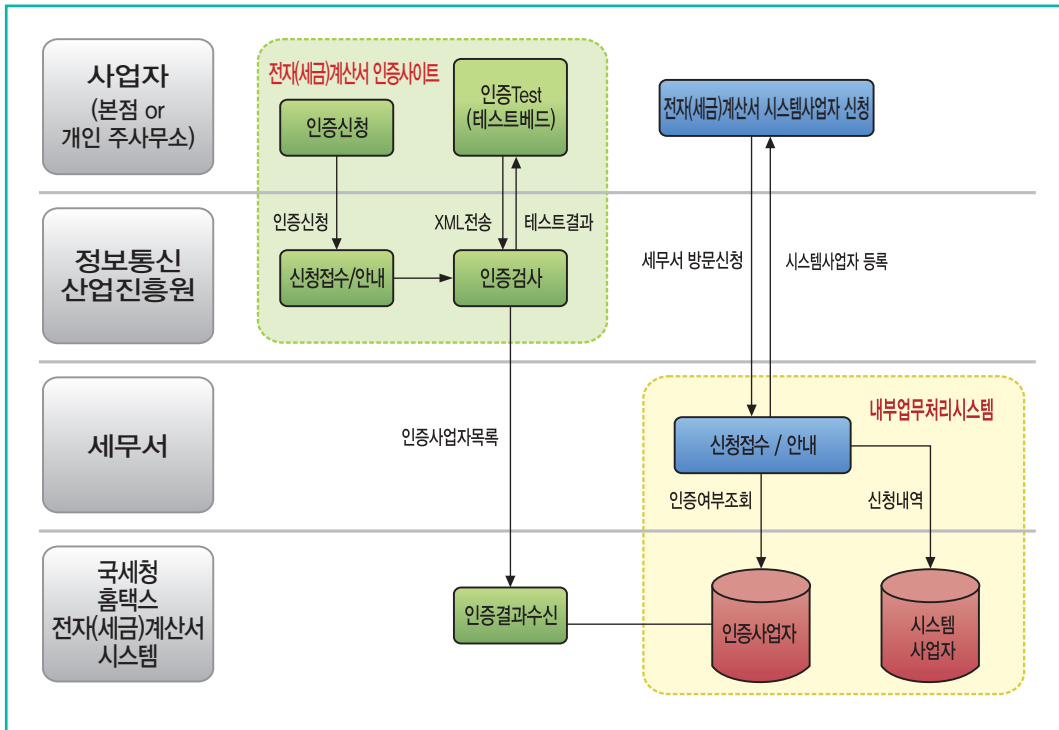 사업자
(본점 or
개인 주사무소)
전자(세금)계산서 인증사이트
인증신청
인증Test
(테스트베드)
전자(세금)계산서 시스템사업자 신청
인증신청
XML전송
테스트결과
세무서 방문신청
시스템사업자 등록
정보통신
산업진흥원
신청접수/안내
인증검사
세무서
인증사업자목록
내부업무처리시스템
신청접수 / 안내
인증여부조회
신청내역
국세청
홈택스
전자(세금)계산서
시스템
인증결과수신
인증사업자
시스템
사업자